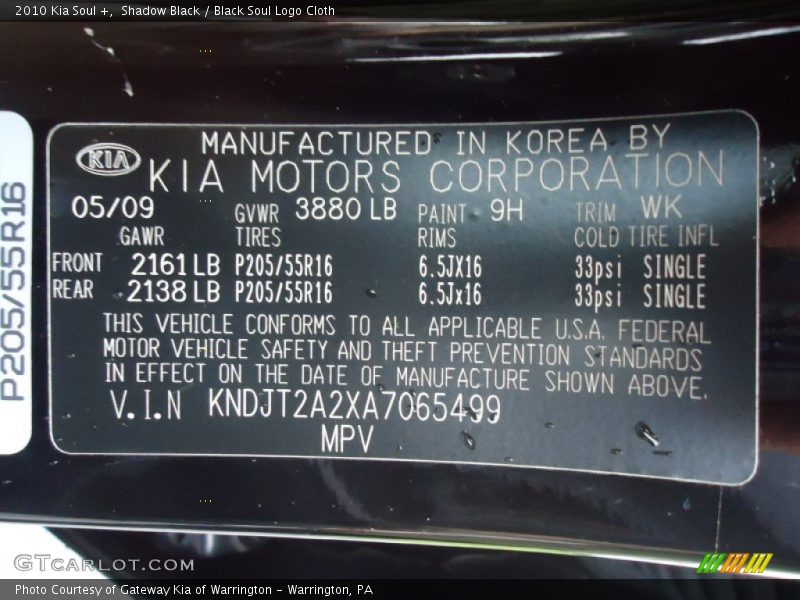 2010 Kia Soul +,  Shadow Black / Black Soul Logo Cloth
P205/55R16
KIA
MANUFACTURED IN KOREA BY
KIA MOTORS CORPORATION
05/09 GVWR 3880 LB PAINT 9H TRIM WK
GAWR TIRES RIMS COLD TIRE INFL
FRONT 2161 LB P205/55R16 6.5JX16 33psi SINGLE
REAR 2138 LB P205/55R16 6.5Jx16 33psi SINGLE
THIS VEHICLE CONFORMS TO ALL APPLICABLE U.S.A. FEDERAL
MOTOR VEHICLE SAFETY AND THEFT PREVENTION STANDARDS
IN EFFECT ON THE DATE OF MANUFACTURE SHOWN ABOVE.
V.I.N KNDJT2A2XA7065499
MPV
GTCARLOT.COM
Photo Courtesy of Gateway Kia of Warrington - Warrington, PA